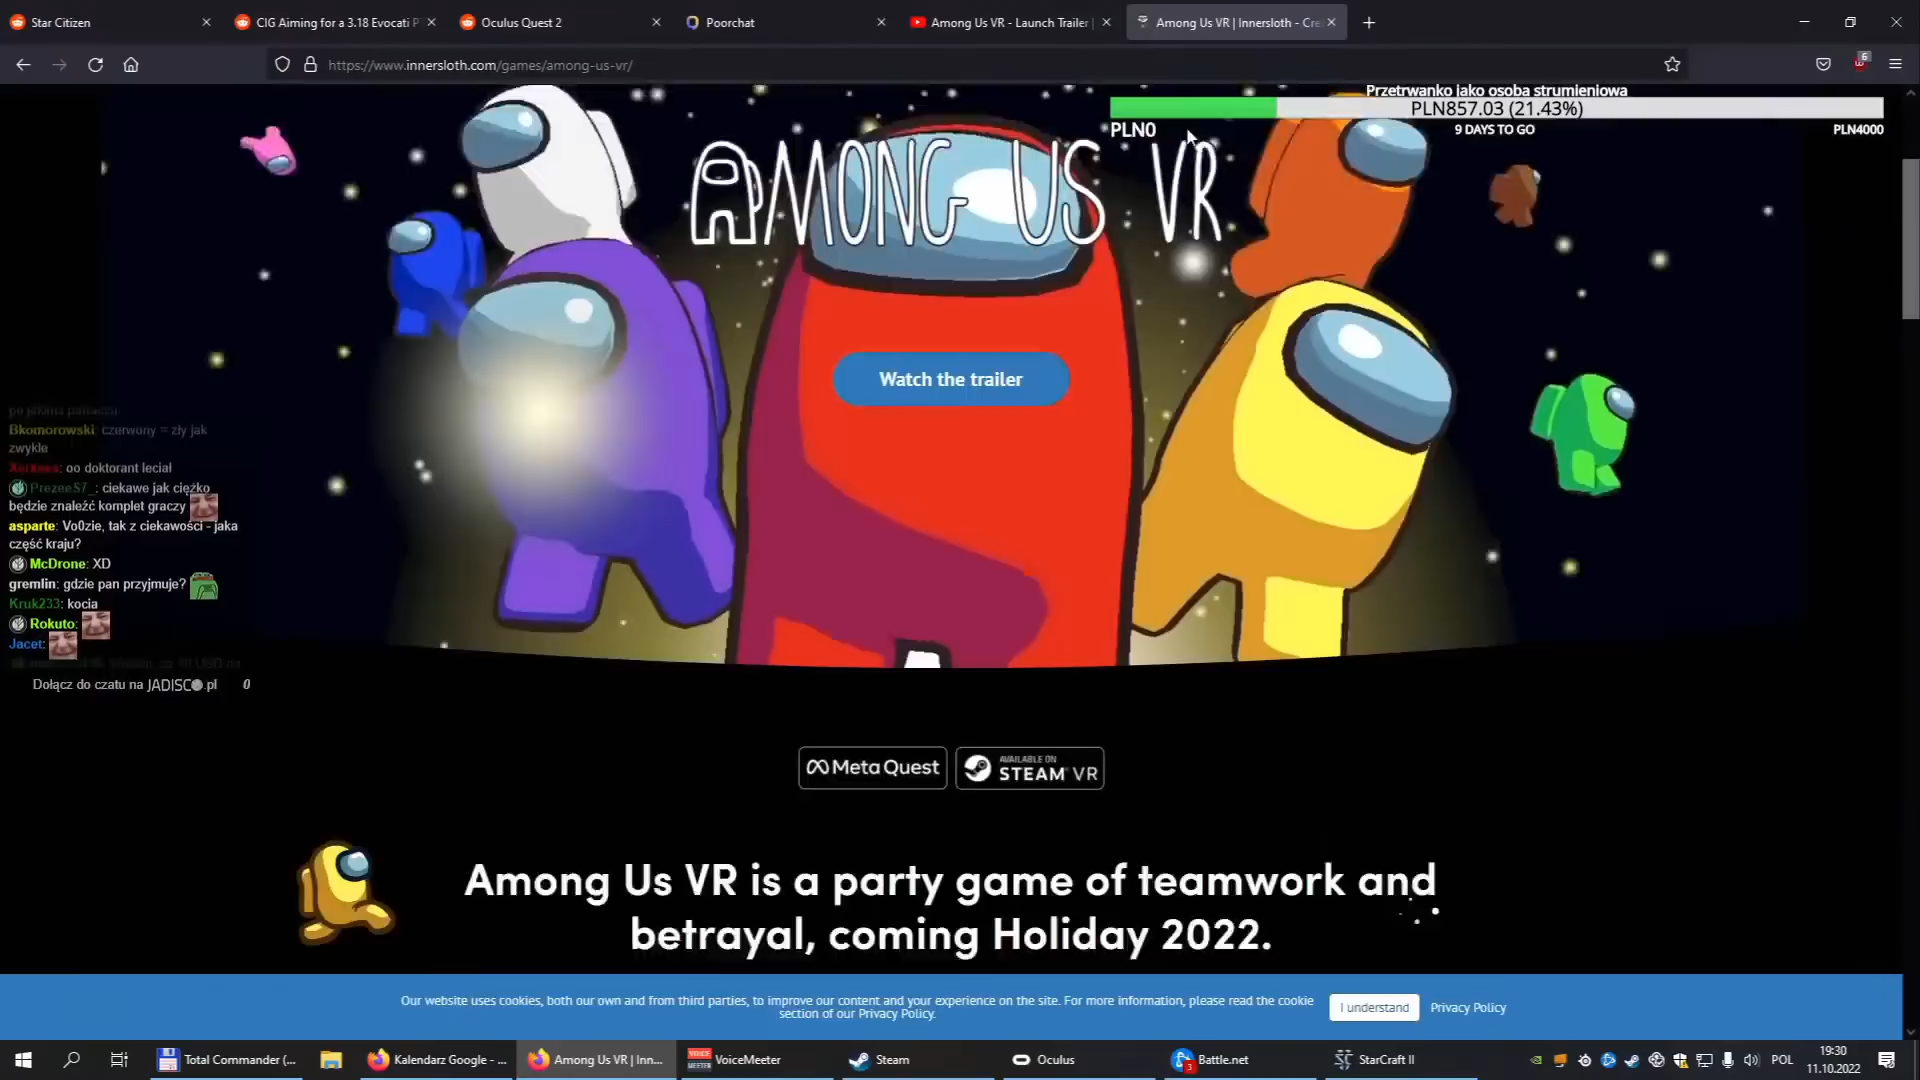 Star Citizen
CIG Aiming for a 3.18 Evocati P
Oculus Quest 2
Poorchat
Among Us VR - Launch Trailer |
Among Us VR | Innersloth - Cre
https://www.innersloth.com/games/among-us-vr/
6
Przetrwanko jako osoba strumieniowa
PLN857.03 (21.43%)
PLN0
9 DAYS TO GO
PLN4000
AMONG US VR
Watch the trailer
Bkomorowski: czerwony = zły jak
zwykle
Xerkees: oo doktorant leciał
PrezeeS7_: ciekawe jak ciężko
będzie znaleźć komplet graczy
asparte: Vo0zie, tak z ciekawości - jaka
część kraju?
McDrone: XD
gremlin: gdzie pan przyjmuje?
Kruk233: kocia
Rokuto:
Jacet:
Dołącz do czatu na JADISCO.pl 0
Meta Quest
AVAILABLE ON
STEAM VR
Among Us VR is a party game of teamwork and
betrayal, coming Holiday 2022.
Our website uses cookies, both our own and from third parties, to improve our content and your experience on the site. For more information, please read the cookie
section of our Privacy Policy.
I understand
Privacy Policy
Total Commander (...
Kalendarz Google - ...
Among Us VR | Inn...
VOICE
MEETER
VoiceMeeter
Steam
Oculus
3
Battle.net
StarCraft II
POL
19:30
11.10.2022